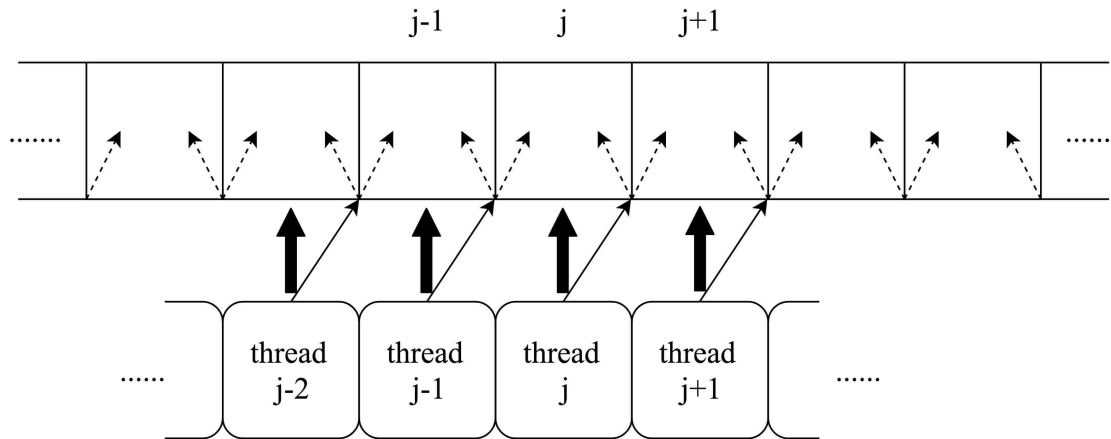 j-1 j j+1
....... ......
thread thread thread thread
j-2 j-1 j j+1
...... ......